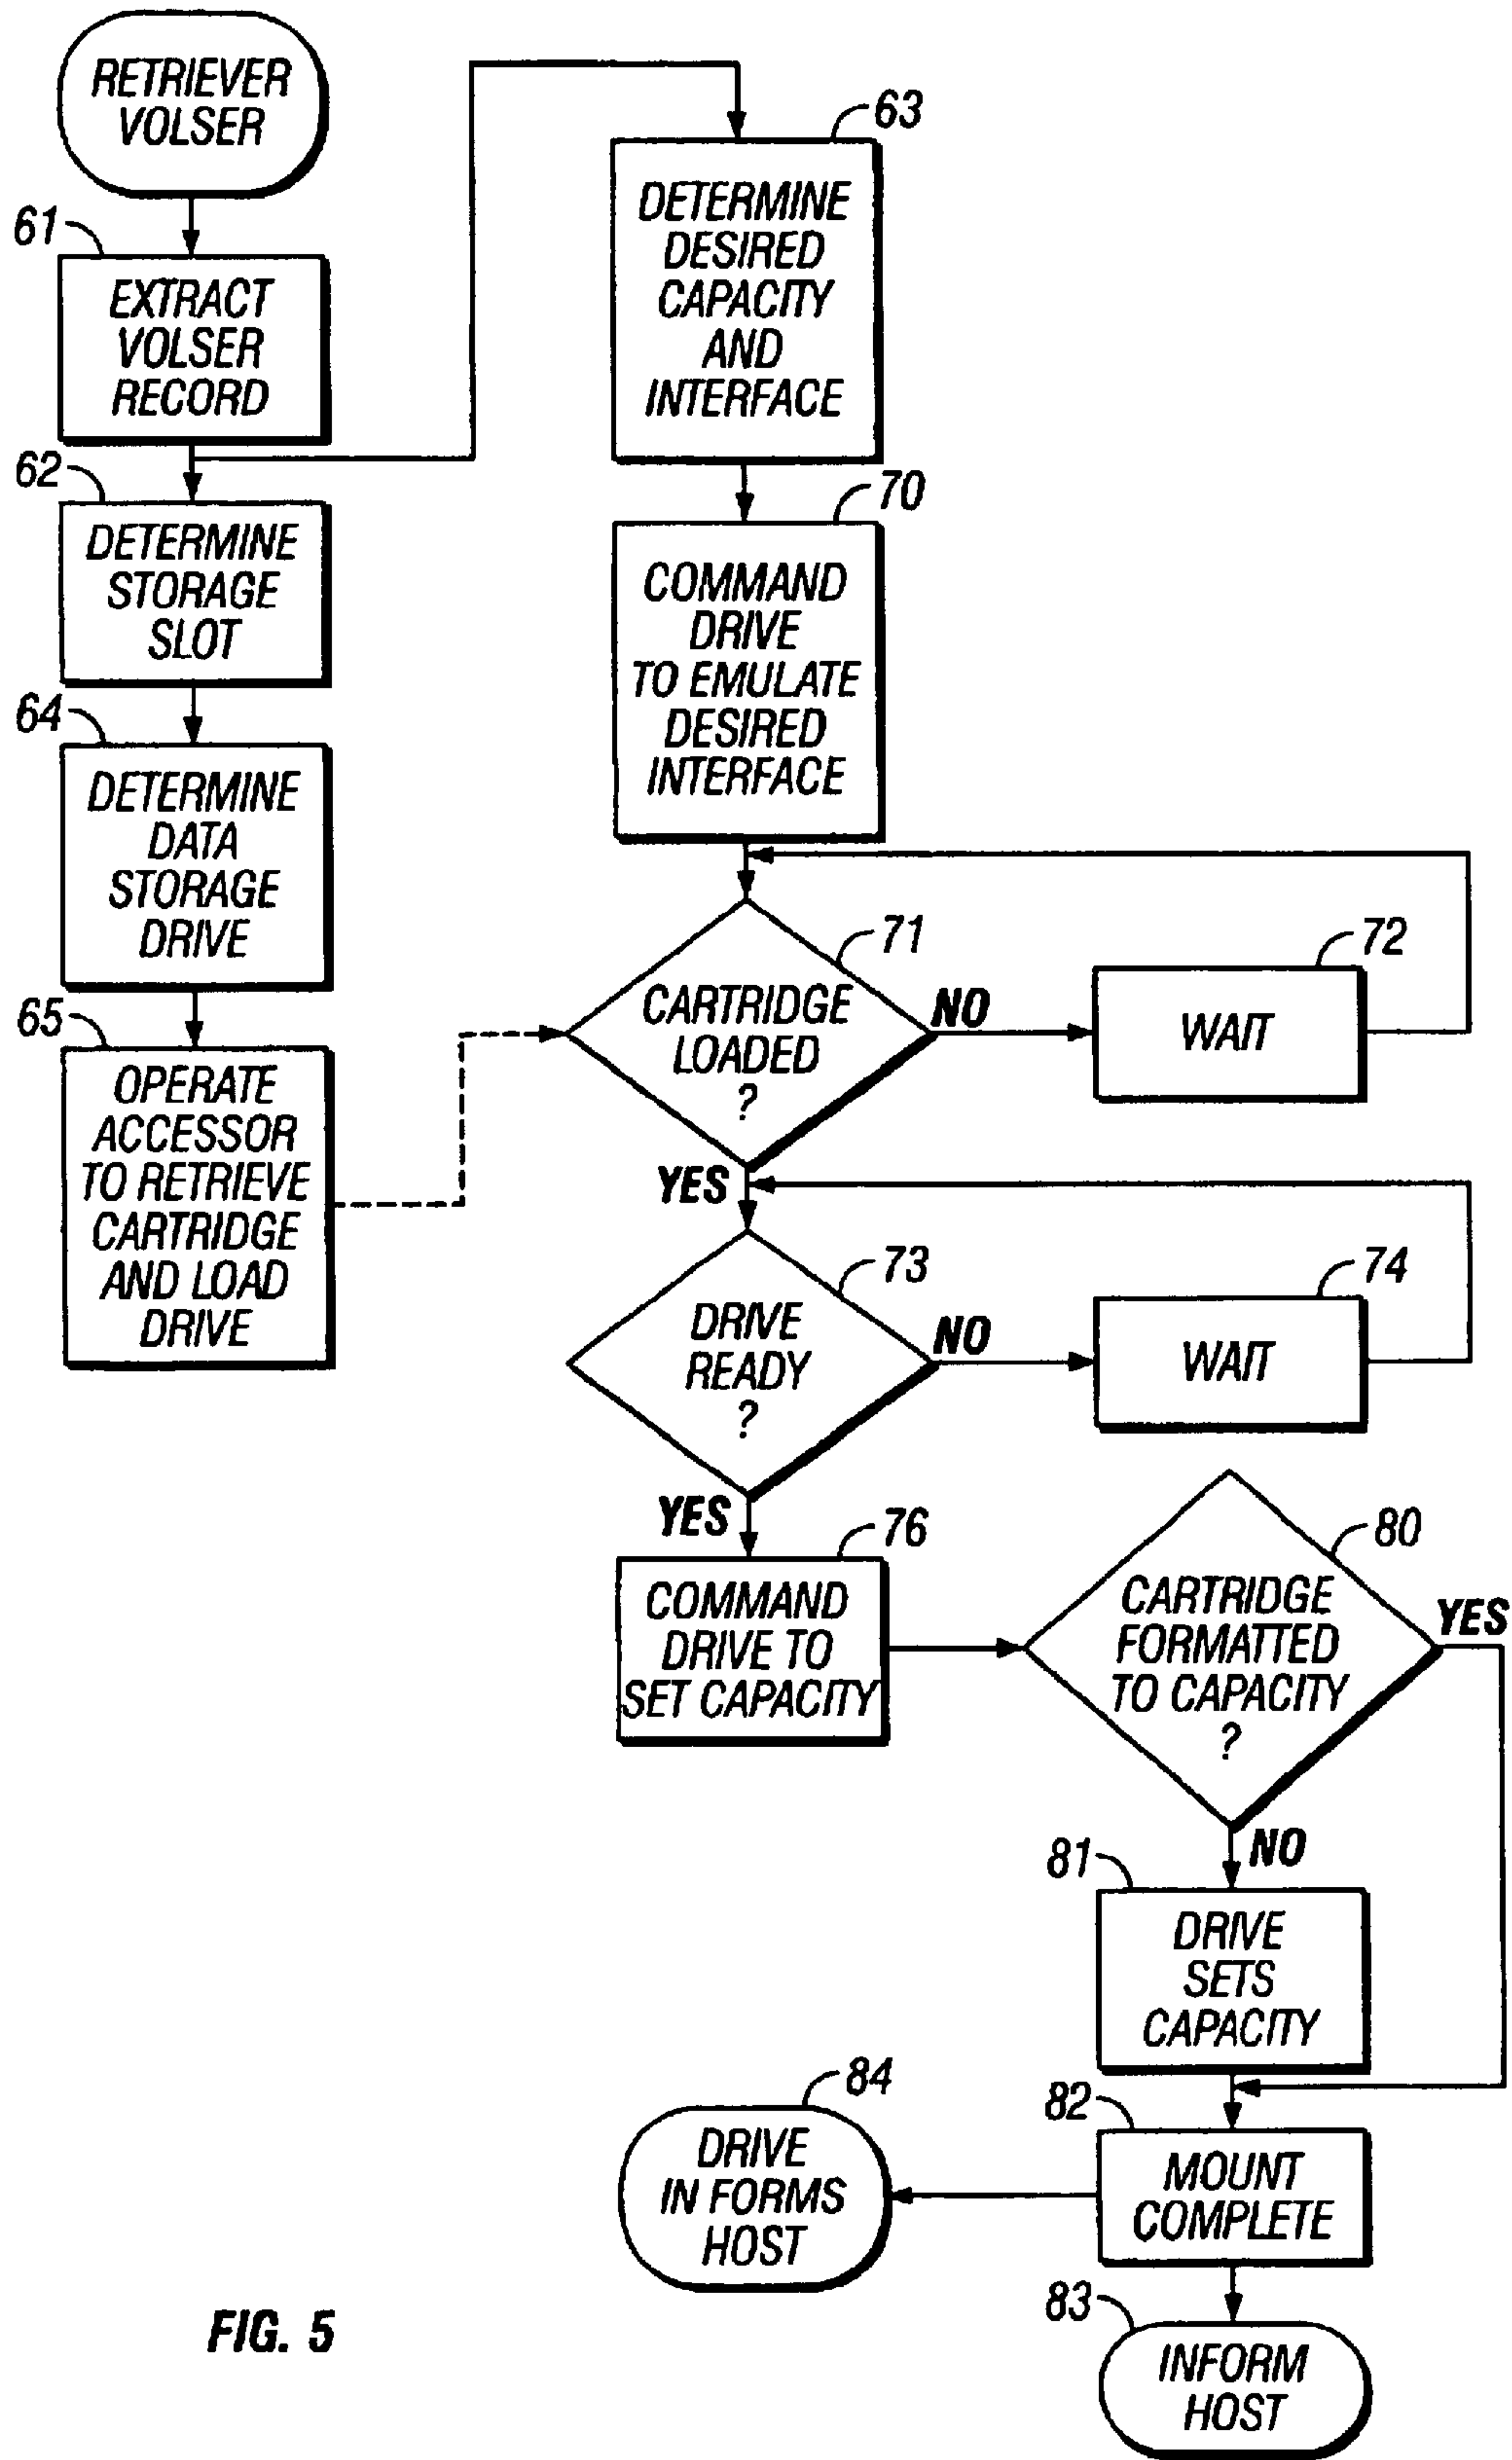 RETRIEVER
VOLSER
61
EXTRACT
VOLSER
RECORD
62
DETERMINE
STORAGE
SLOT
64
DETERMINE
DATA
STORAGE
DRIVE
65
OPERATE
ACCESSOR
TO RETRIEVE
CARTRIDGE
AND LOAD
DRIVE
63
DETERMINE
DESIRED
CAPACITY
AND
INTERFACE
70
COMMAND
DRIVE
TO EMULATE
DESIRED
INTERFACE
71
CARTRIDGE
LOADED
?
NO
72
WAIT
YES
73
DRIVE
READY
?
NO
74
WAIT
YES
76
COMMAND
DRIVE TO
SET CAPACITY
80
CARTRIDGE
FORMATTED
TO CAPACITY
?
YES
NO
81
DRIVE
SETS
CAPACITY
82
MOUNT
COMPLETE
84
DRIVE
IN FORMS
HOST
83
INFORM
HOST
FIG. 5